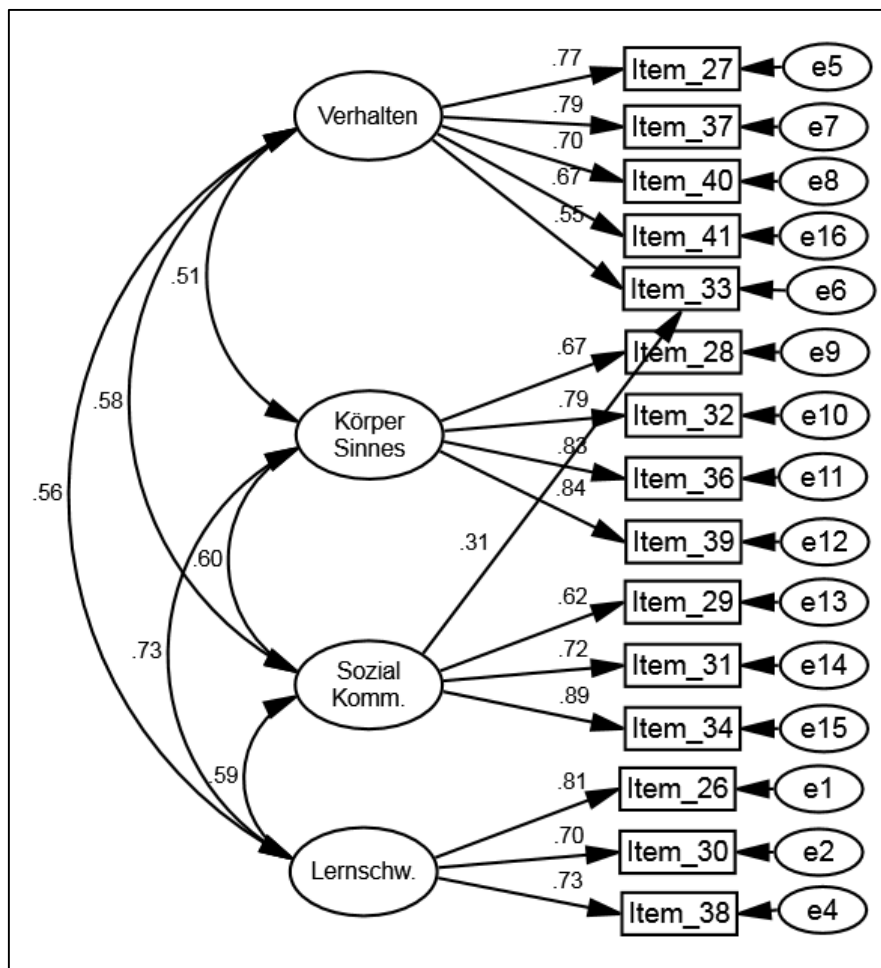 .77
Item_27
e5
Verhalten
.79
Item_37
e7
.70
Item_40
e8
.67
Item_41
e16
.55
Item_33
e6
.51
.67
Item_28
e9
.58
Körper
Sinnes
.79
Item_32
e10
.83
Item_36
e11
.84
Item_39
e12
.56
.31
.60
.62
Item_29
e13
.73
Sozial
Komm.
.72
Item_31
e14
.89
Item_34
e15
.59
.81
Item_26
e1
Lernschw.
.70
Item_30
e2
.73
Item_38
e4